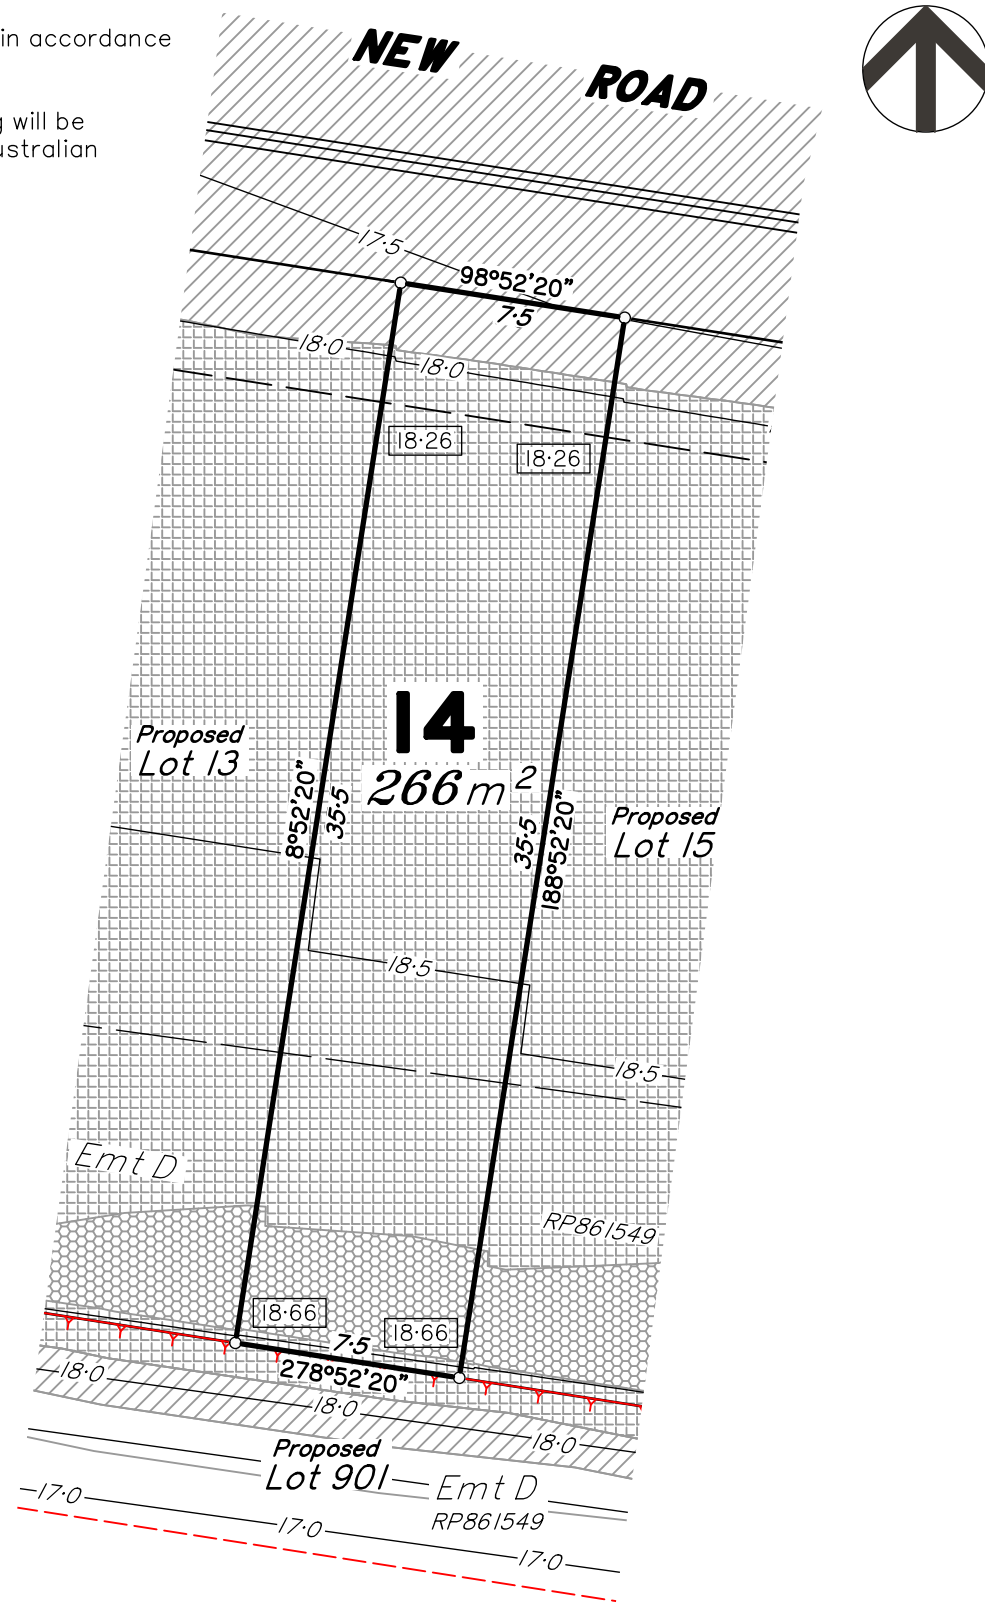 in accordance
g will be
ustralian
NEW ROAD
17·5
98°52'20"
7·5
18·0
18·0
18·26
18·26
14
266 m²
Proposed
Lot 13
8°52'20"
35·5
35·5
188°52'20"
Proposed
Lot 15
18·5
18·5
Emt D
RP861549
18·66
18·66
7·5
278°52'20"
18·0
18·0
18·0
Proposed
Lot 901
Emt D
RP861549
17·0
17·0
17·0